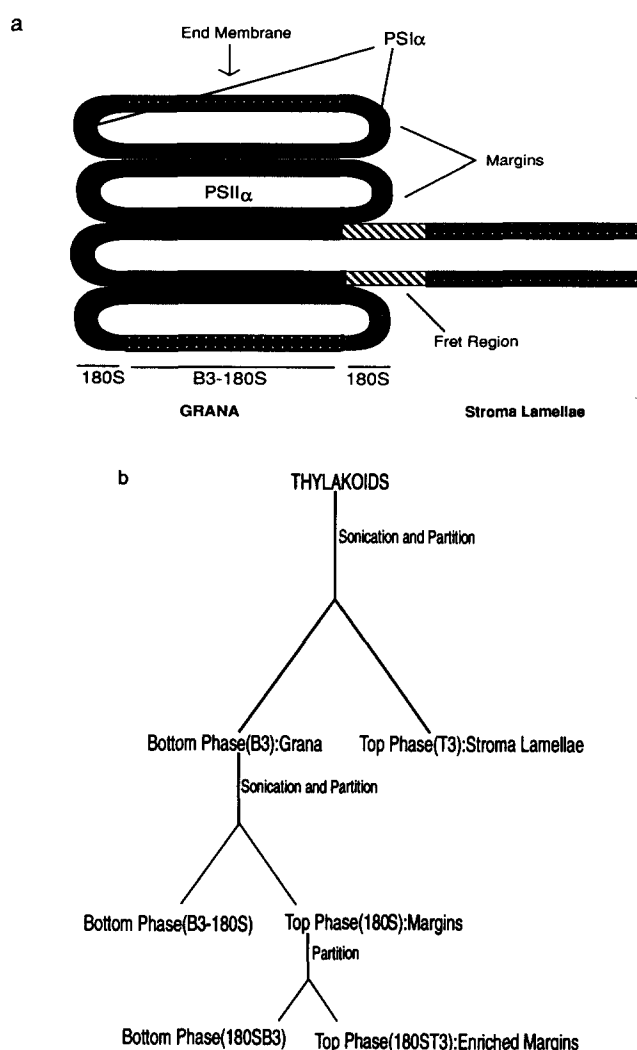 a
End Membrane
PSIα
Margins
PSIIα
Fret Region
180S B3-180S 180S
GRANA Stroma Lamellae
b
THYLAKOIDS
Sonication and Partition
Bottom Phase(B3):Grana Top Phase(T3):Stroma Lamellae
Sonication and Partition
Bottom Phase(B3-180S) Top Phase(180S):Margins
Partition
Bottom Phase(180SB3) Top Phase(180ST3):Enriched Margins